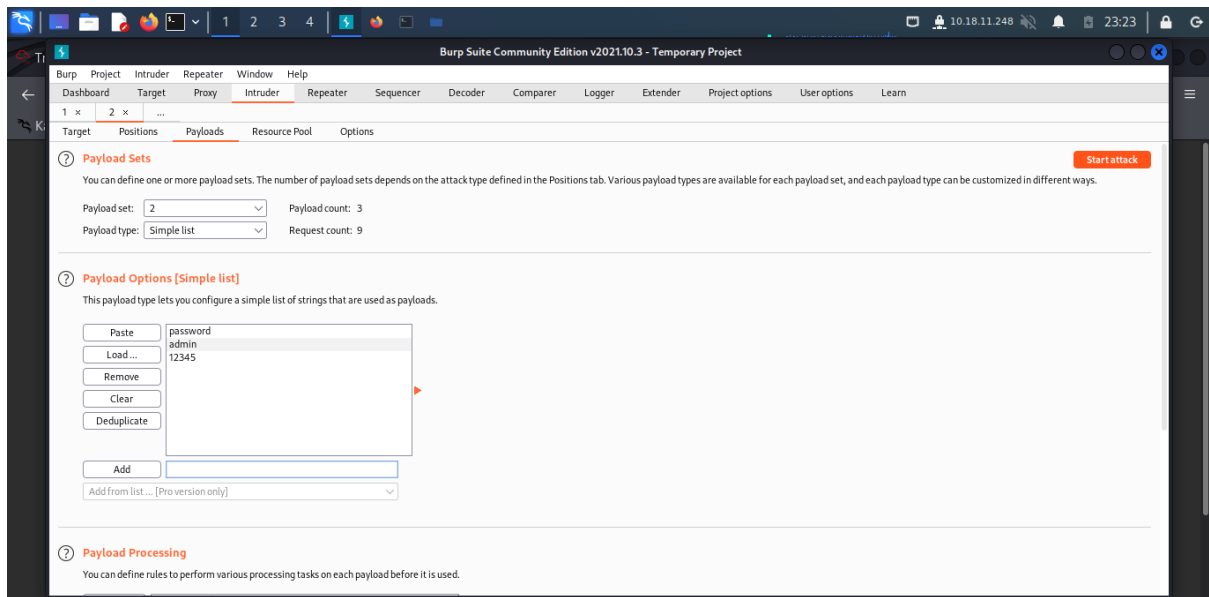 1 2 3 4 10.18.11.248 23:23
Burp Suite Community Edition v2021.10.3 - Temporary Project
Burp Project Intruder Repeater Window Help
Dashboard Target Proxy Intruder Repeater Sequencer Decoder Comparer Logger Extender Project options User options Learn
1 × 2 × ...
Target Positions Payloads Resource Pool Options
? Payload Sets Start attack
You can define one or more payload sets. The number of payload sets depends on the attack type defined in the Positions tab. Various payload types are available for each payload set, and each payload type can be customized in different ways.
Payload set: 2 Payload count: 3
Payload type: Simple list Request count: 9
? Payload Options [Simple list]
This payload type lets you configure a simple list of strings that are used as payloads.
Paste password
admin
Load ... 12345
Remove
Clear
Deduplicate
Add
Add from list ... [Pro version only]
? Payload Processing
You can define rules to perform various processing tasks on each payload before it is used.